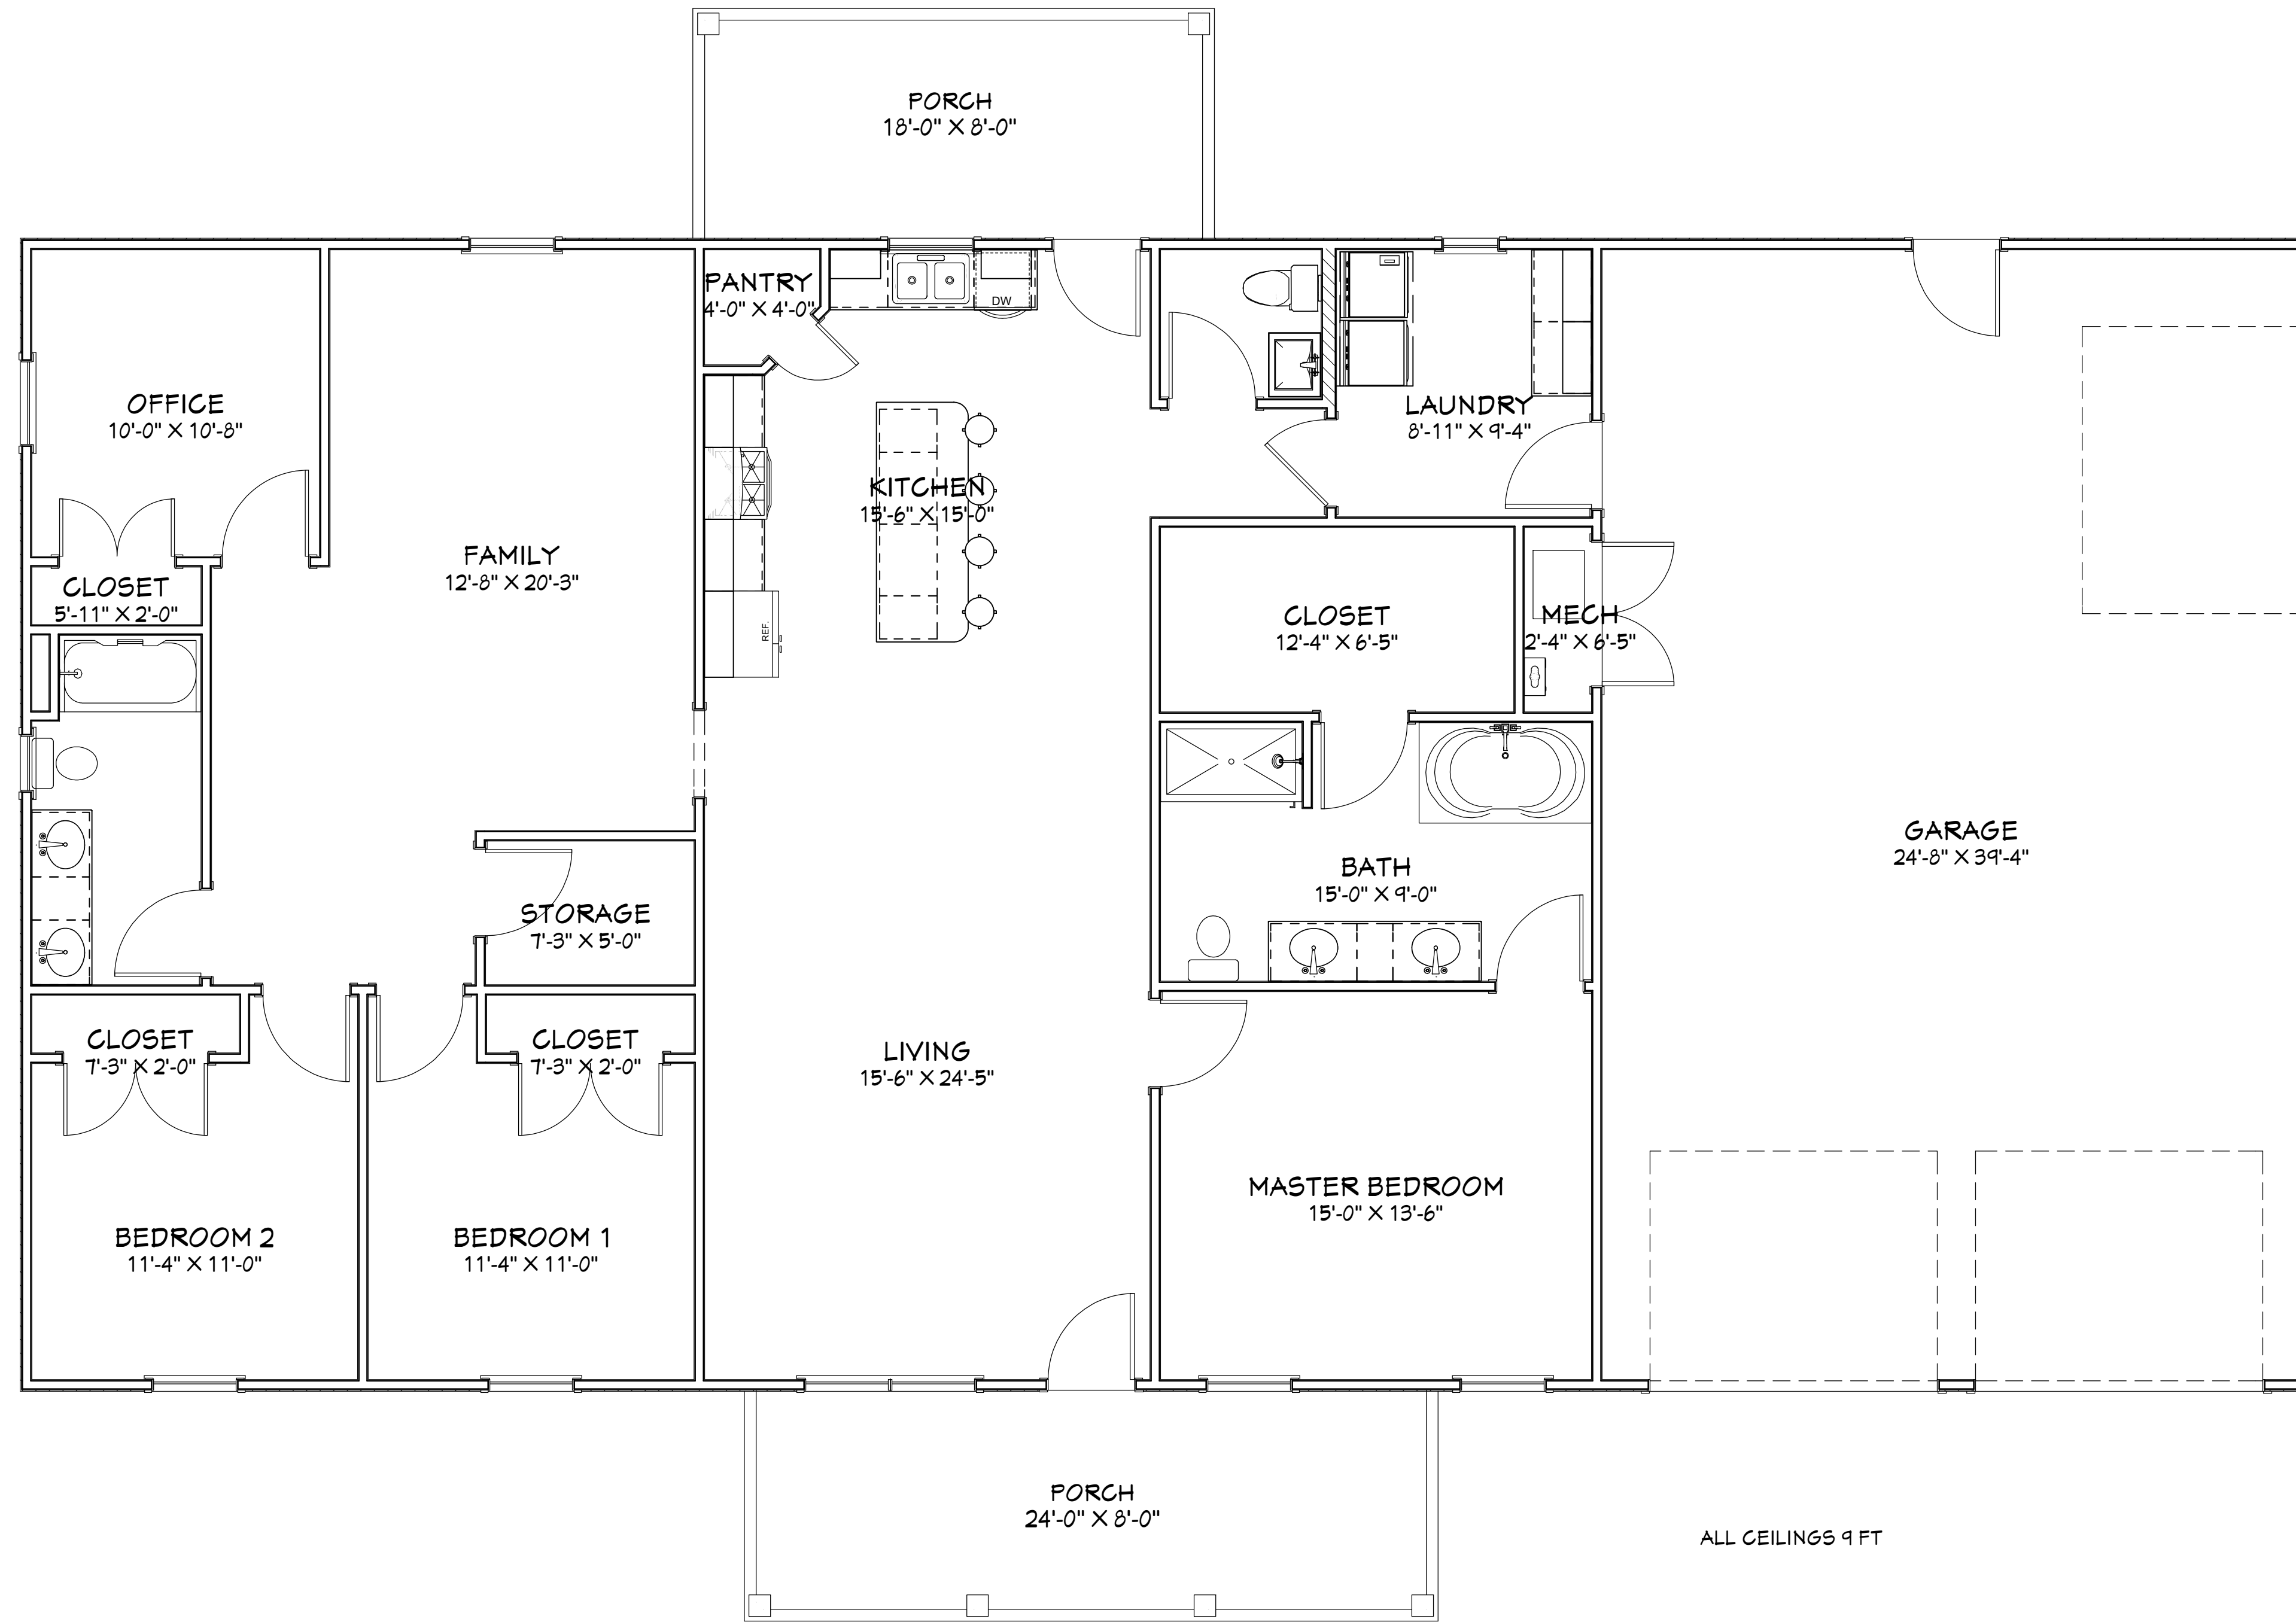 PORCH
18'-0" X 8'-0"
PANTRY
4'-0" X 4'-0"
DW
OFFICE
10'-0" X 10'-8"
LAUNDRY
8'-11" X 9'-4"
KITCHEN
15'-6" X 15'-0"
FAMILY
12'-8" X 20'-3"
CLOSET
5'-11" X 2'-0"
REF.
CLOSET
12'-4" X 6'-5"
MECH
2'-4" X 6'-5"
GARAGE
24'-8" X 39'-4"
BATH
15'-0" X 9'-0"
STORAGE
7'-3" X 5'-0"
CLOSET
7'-3" X 2'-0"
CLOSET
7'-3" X 2'-0"
LIVING
15'-6" X 24'-5"
MASTER BEDROOM
15'-0" X 13'-6"
BEDROOM 2
11'-4" X 11'-0"
BEDROOM 1
11'-4" X 11'-0"
PORCH
24'-0" X 8'-0"
ALL CEILINGS 9 FT